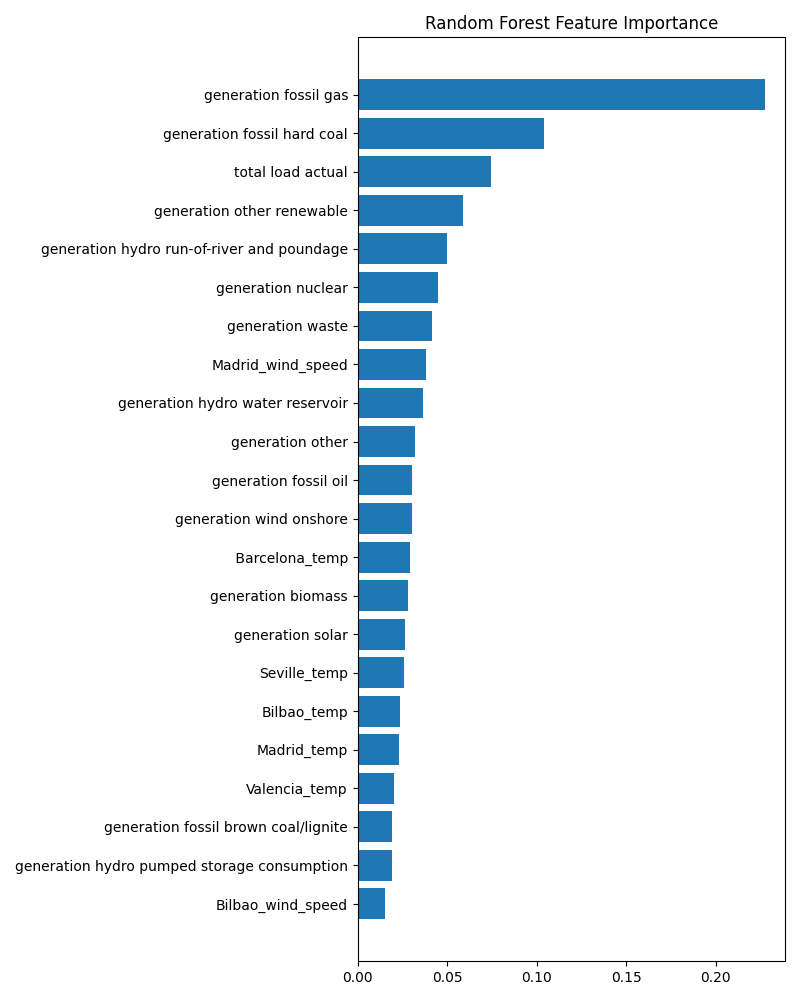 Random Forest Feature Importance
generation fossil gas
generation fossil hard coal
total load actual
generation other renewable
generation hydro run-of-river and poundage
generation nuclear
generation waste
Madrid_wind_speed
generation hydro water reservoir
generation other
generation fossil oil
generation wind onshore
Barcelona_temp
generation biomass
generation solar
Seville_temp
Bilbao_temp
Madrid_temp
Valencia_temp
generation fossil brown coal/lignite
generation hydro pumped storage consumption
Bilbao_wind_speed
0.00 0.05 0.10 0.15 0.20